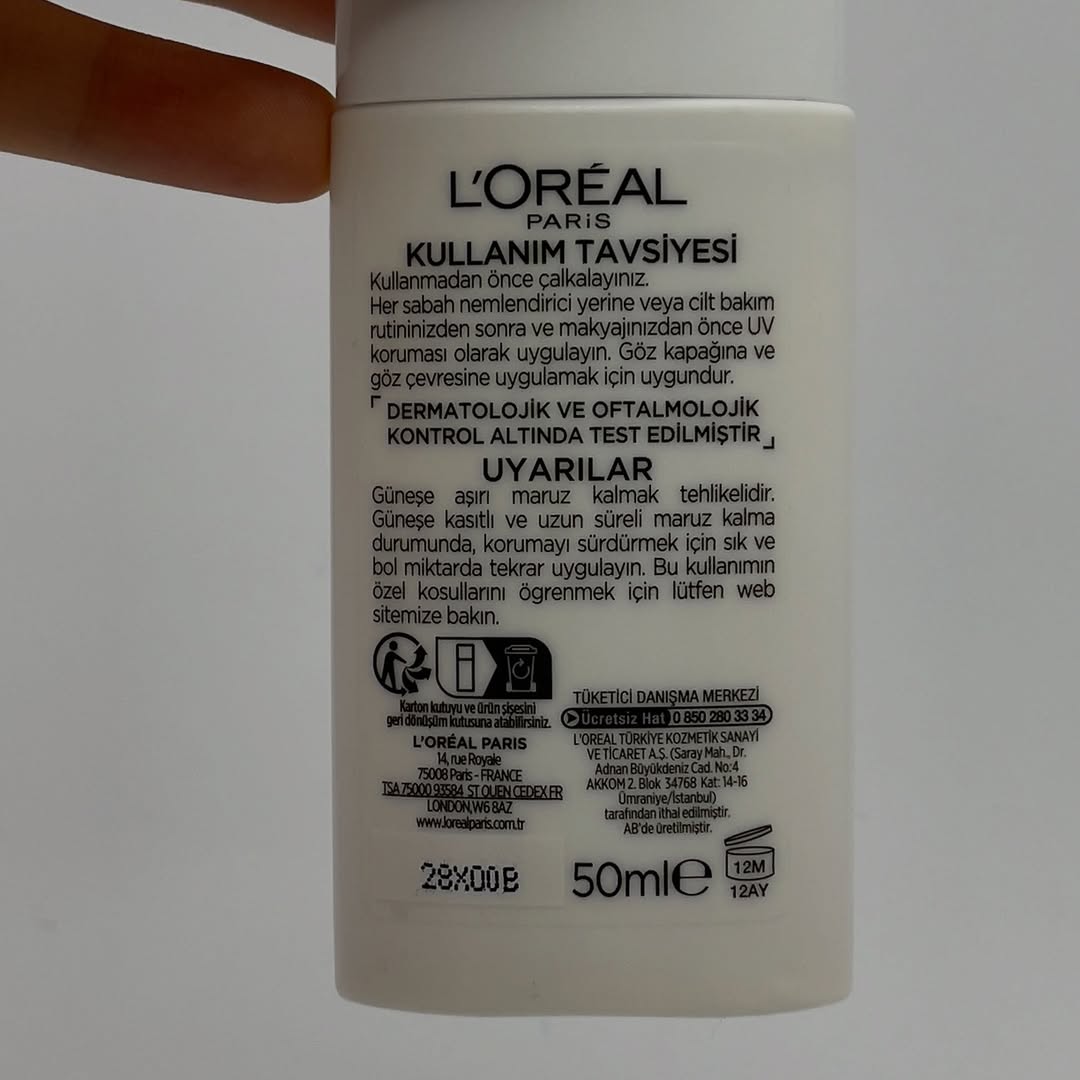 L'ORÉAL
PARiS
KULLANIM TAVSİYESİ
Kullanmadan önce çalkalayınız.
Her sabah nemlendirici yerine veya cilt bakım
rutininizden sonra ve makyajınızdan önce UV
koruması olarak uygulayın. Göz kapağına ve
göz çevresine uygulamak için uygundur.
DERMATOLOJİK VE OFTALMOLOJİK
KONTROL ALTINDA TEST EDİLMİŞTİR
UYARILAR
Güneşe aşırı maruz kalmak tehlikelidir.
Güneşe kasıtlı ve uzun süreli maruz kalma
durumunda, korumayı sürdürmek için sık ve
bol miktarda tekrar uygulayın. Bu kullanımın
özel kosullarını ögrenmek için lütfen web
sitemize bakın.
Karton kutuyu ve ürün şişesini
geri dönüşüm kutusuna atabilirsiniz.
L'ORÉAL PARIS
14, rue Royale
75008 Paris - FRANCE
TSA 75000 93584 ST OUEN CEDEX FR
LONDON, W6 8AZ
www.lorealparis.com.tr
28X00B
TÜKETİCİ DANIŞMA MERKEZİ
Ücretsiz Hat 0 850 280 33 34
L'OREAL TÜRKİYE KOZMETİK SANAYİ
VE TİCARET A.Ş. (Saray Mah., Dr.
Adnan Büyükdeniz Cad. No:4
AKKOM 2. Blok 34768 Kat: 14-16
Ümraniye/İstanbul)
tarafından ithal edilmiştir.
AB'de üretilmiştir.
50ml℮
12M
12AY